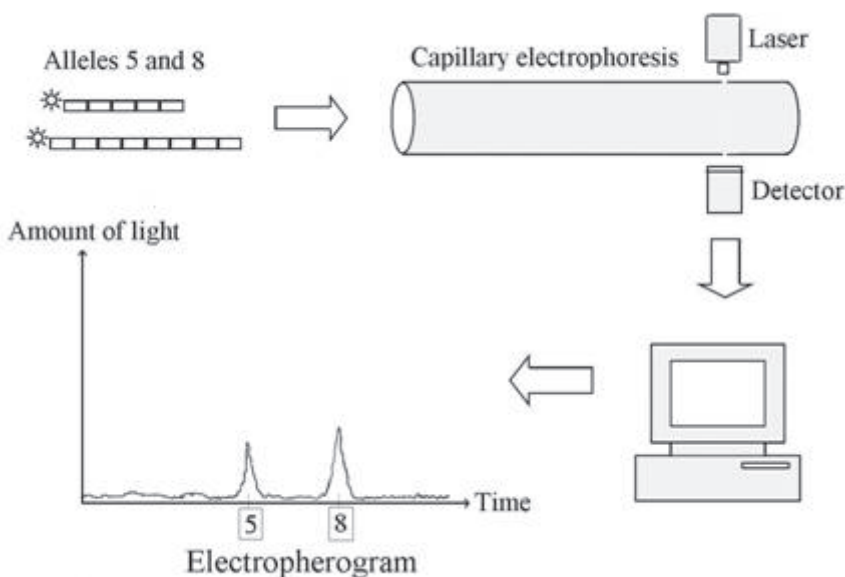 Alleles 5 and 8
Capillary electrophoresis
Laser
Detector
Amount of light
Time
5
8
Electropherogram